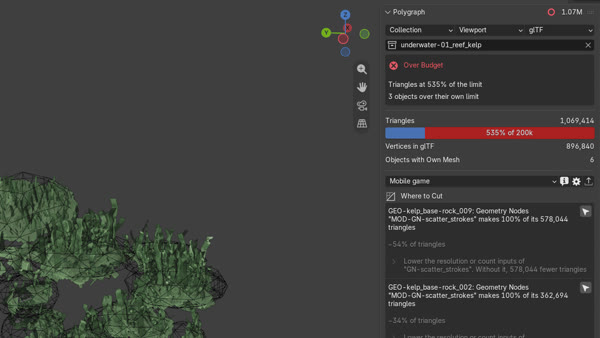 Polygraph
1.07M
Collection
Viewport
glTF
underwater-01_reef_kelp
Over Budget
Triangles at 535% of the limit
3 objects over their own limit
Triangles
1,069,414
535% of 200k
Vertices in glTF
896,840
Objects with Own Mesh
6
Mobile game
Where to Cut
GEO-kelp_base-rock_009: Geometry Nodes
"MOD-GN-scatter_strokes" makes 100% of its 578,044
triangles
~54% of triangles
Lower the resolution or count inputs of
"GN-scatter_strokes". Without it, 578,044 fewer triangles
GEO-kelp_base-rock_002: Geometry Nodes
"MOD-GN-scatter_strokes" makes 100% of its 362,694
triangles
~34% of triangles
Lower the resolution or count inputs of
Z
Y